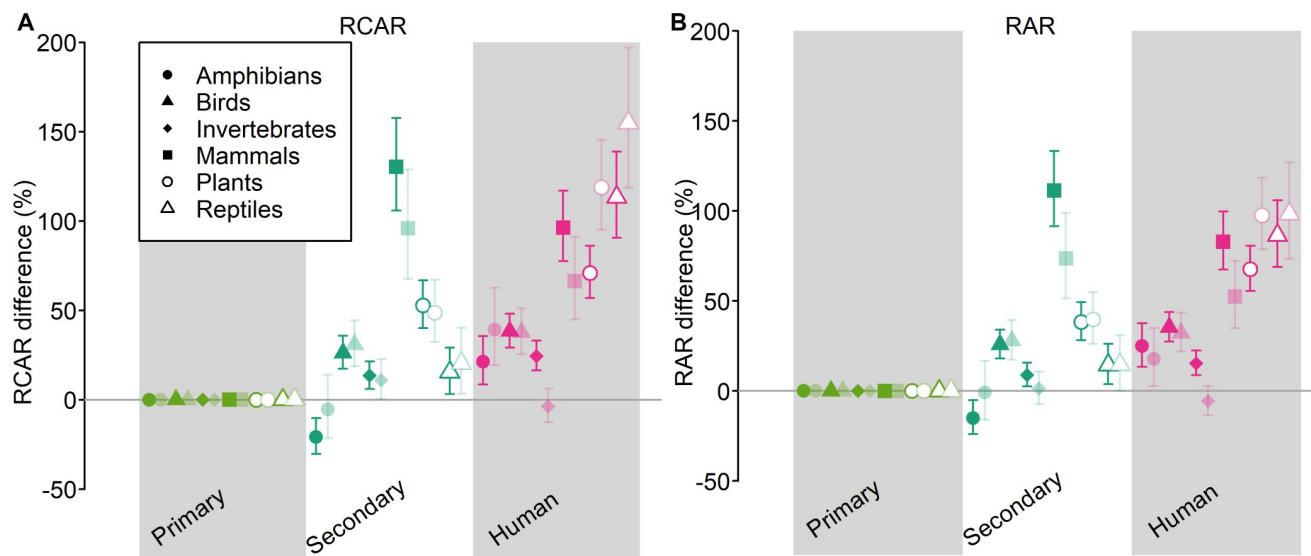 A
RCAR
RCAR difference (%)
200
150
100
50
0
-50
Amphibians
Birds
Invertebrates
Mammals
Plants
Reptiles
Primary
Secondary
Human
B
RAR
RAR difference (%)
200
150
100
50
0
-50
Primary
Secondary
Human